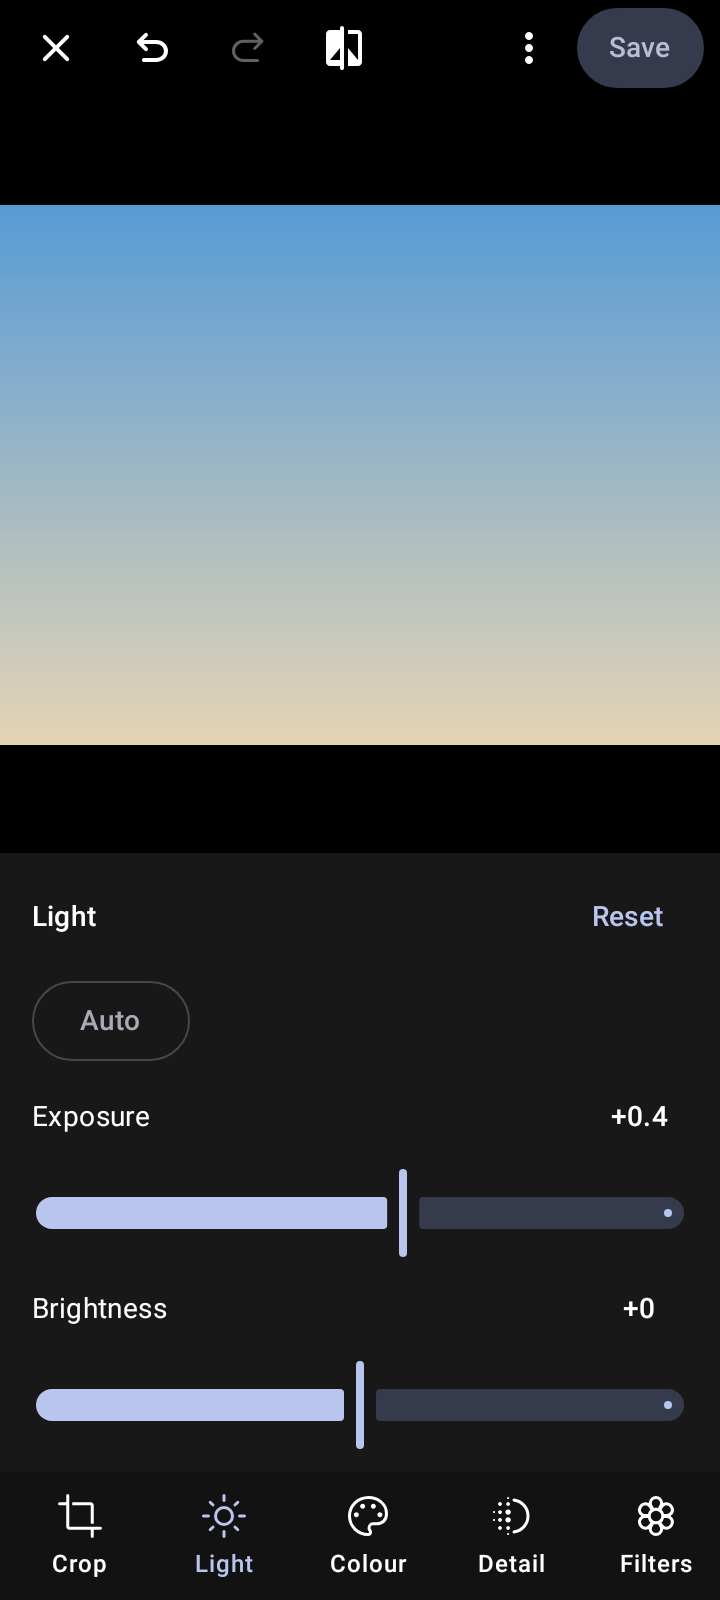 Save
Light
Reset
Auto
Exposure
+0.4
Brightness
+0
Crop
Light
Colour
Detail
Filters